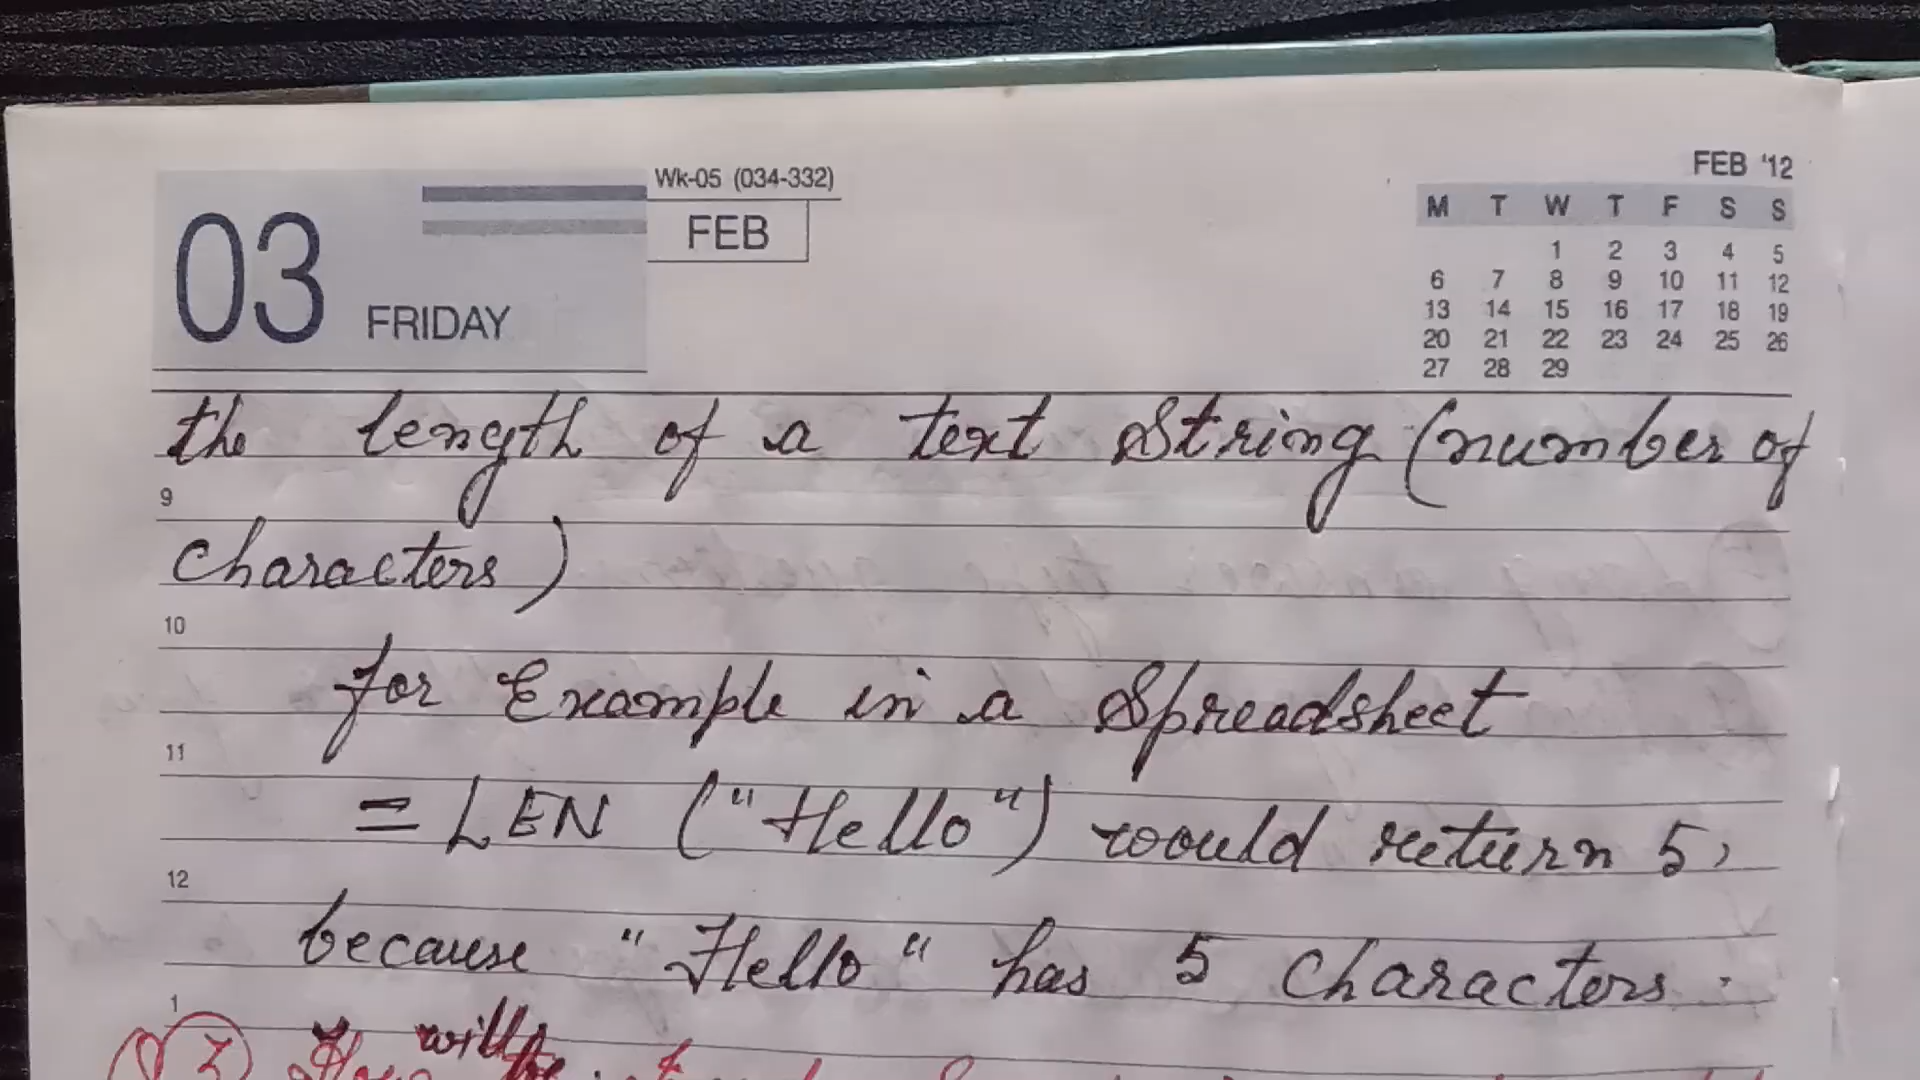 Wk-05 (034-332)
03 FRIDAY
FEB
FEB '12
M T W T F S S
1 2 3 4 5
6 7 8 9 10 11 12
13 14 15 16 17 18 19
20 21 22 23 24 25 26
27 28 29
the length of a text String (number of
9
Characters)
10
for Example in a Spreadsheet
11
= LEN ("Hello") would return 5,
12
because "Hello" has 5 Characters.
1
will